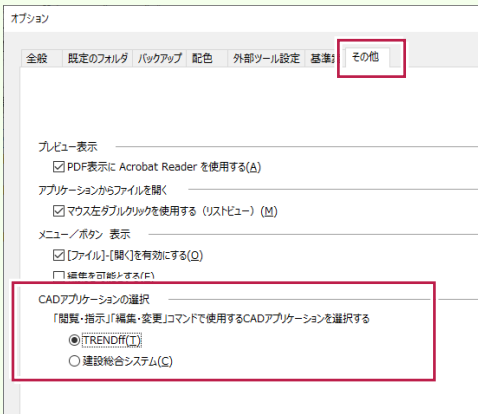 オプション
全般 既定のフォルダ バックアップ 配色 外部ツール設定 基準 その他
プレビュー表示
PDF表示に Acrobat Reader を使用する(A)
アプリケーションからファイルを開く
マウス左ダブルクリックを使用する（リストビュー）(M)
メニュー／ボタン 表示
[ファイル]-[開く]を有効にする(O)
編集を可能とする(E)
CADアプリケーションの選択
「閲覧・指示」「編集・変更」コマンドで使用するCADアプリケーションを選択する
TRENDff(T)
建設総合システム(C)